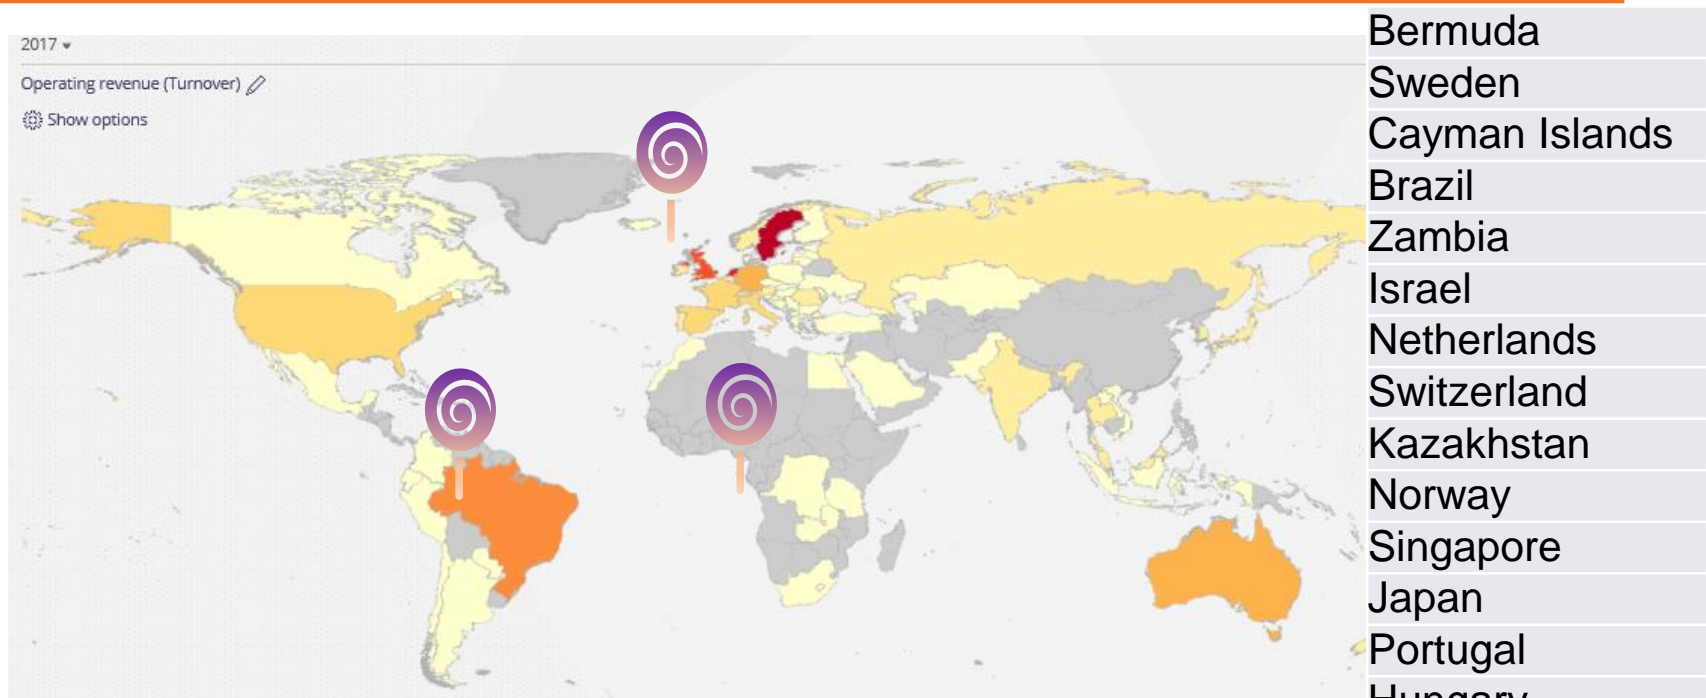 2017
Operating revenue (Turnover)
Show options
Bermuda
Sweden
Cayman Islands
Brazil
Zambia
Israel
Netherlands
Switzerland
Kazakhstan
Norway
Singapore
Japan
Portugal
Hungary